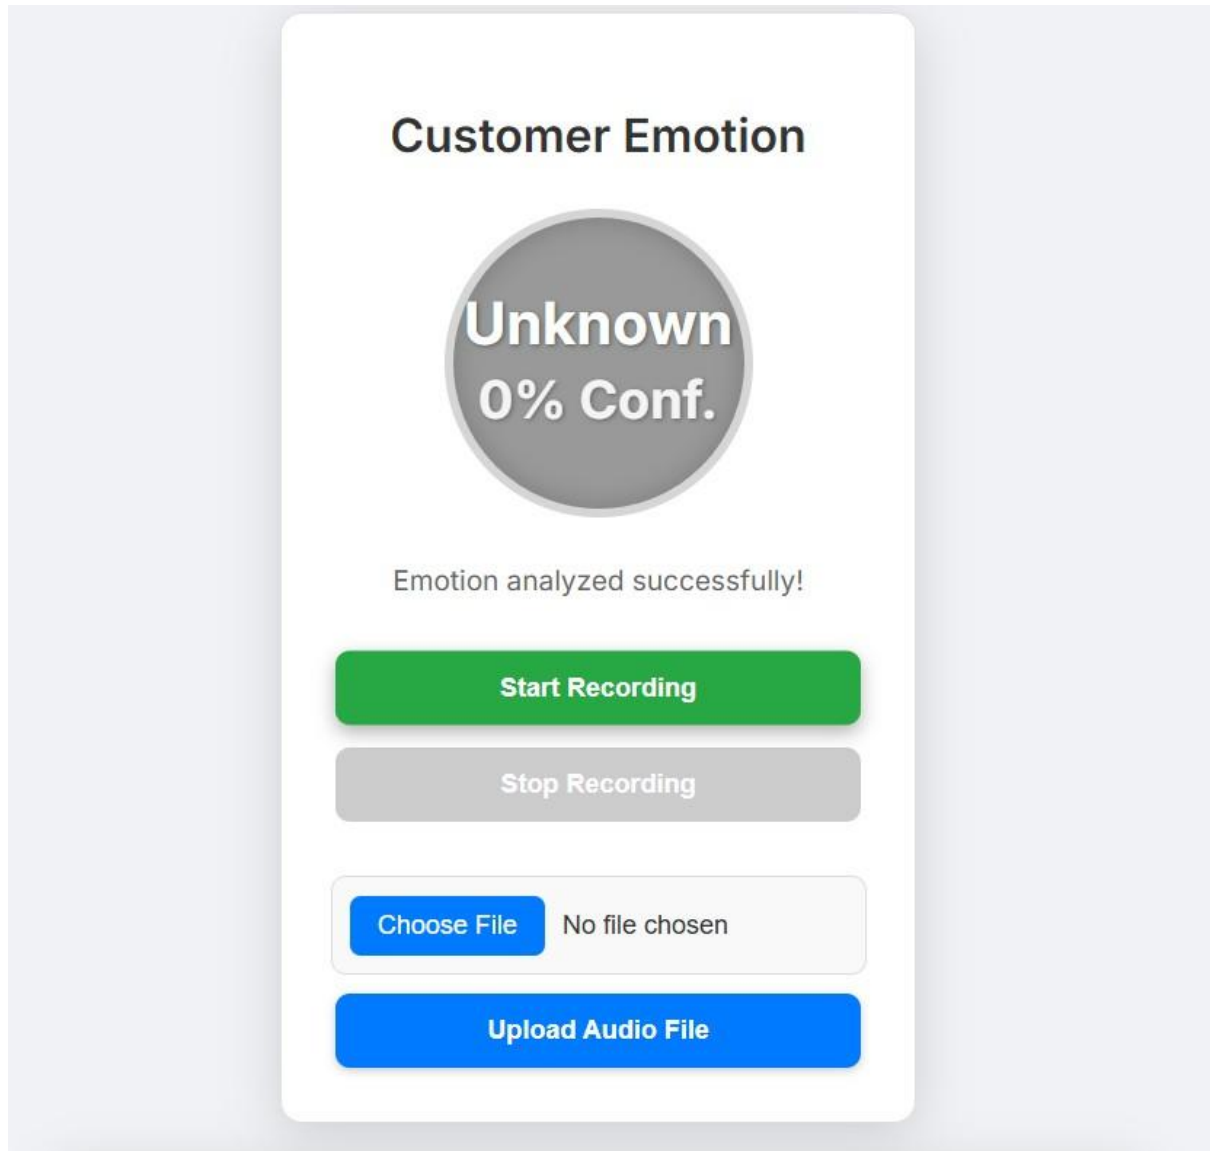 Customer Emotion
Unknown
0% Conf.
Emotion analyzed successfully!
Start Recording
Stop Recording
Choose File No file chosen
Upload Audio File